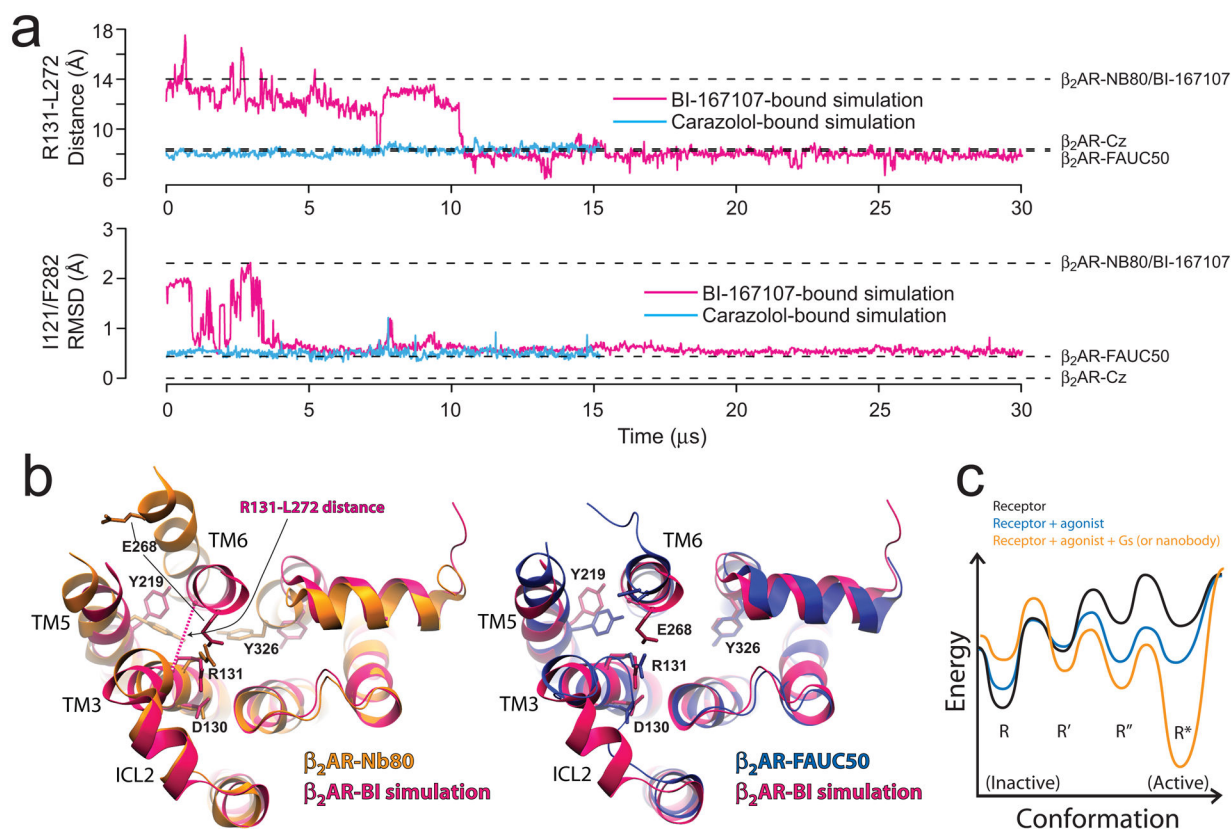 a
R131-L272
Distance (Å)
14
10
6
BI-167107-bound simulation
Carazolol-bound simulation
β₂AR-NB80/BI-167107
β₂AR-Cz
β₂AR-FAUC50
0 5 10 15 20 25 30
I121/F282
RMSD (Å)
3
2
1
0
BI-167107-bound simulation
Carazolol-bound simulation
β₂AR-NB80/BI-167107
β₂AR-FAUC50
β₂AR-Cz
0 5 10 15 20 25 30
Time (μs)
b
R131-L272 distance
E268
TM6
Y219
TM5
Y326
R131
TM3
D130
ICL2
β₂AR-Nb80
β₂AR-BI simulation
TM6
Y219
TM5
E268
Y326
R131
TM3
D130
ICL2
β₂AR-FAUC50
β₂AR-BI simulation
c
Receptor
Receptor + agonist
Receptor + agonist + Gs (or nanobody)
Energy
R R′ R″ R*
(Inactive) (Active)
Conformation